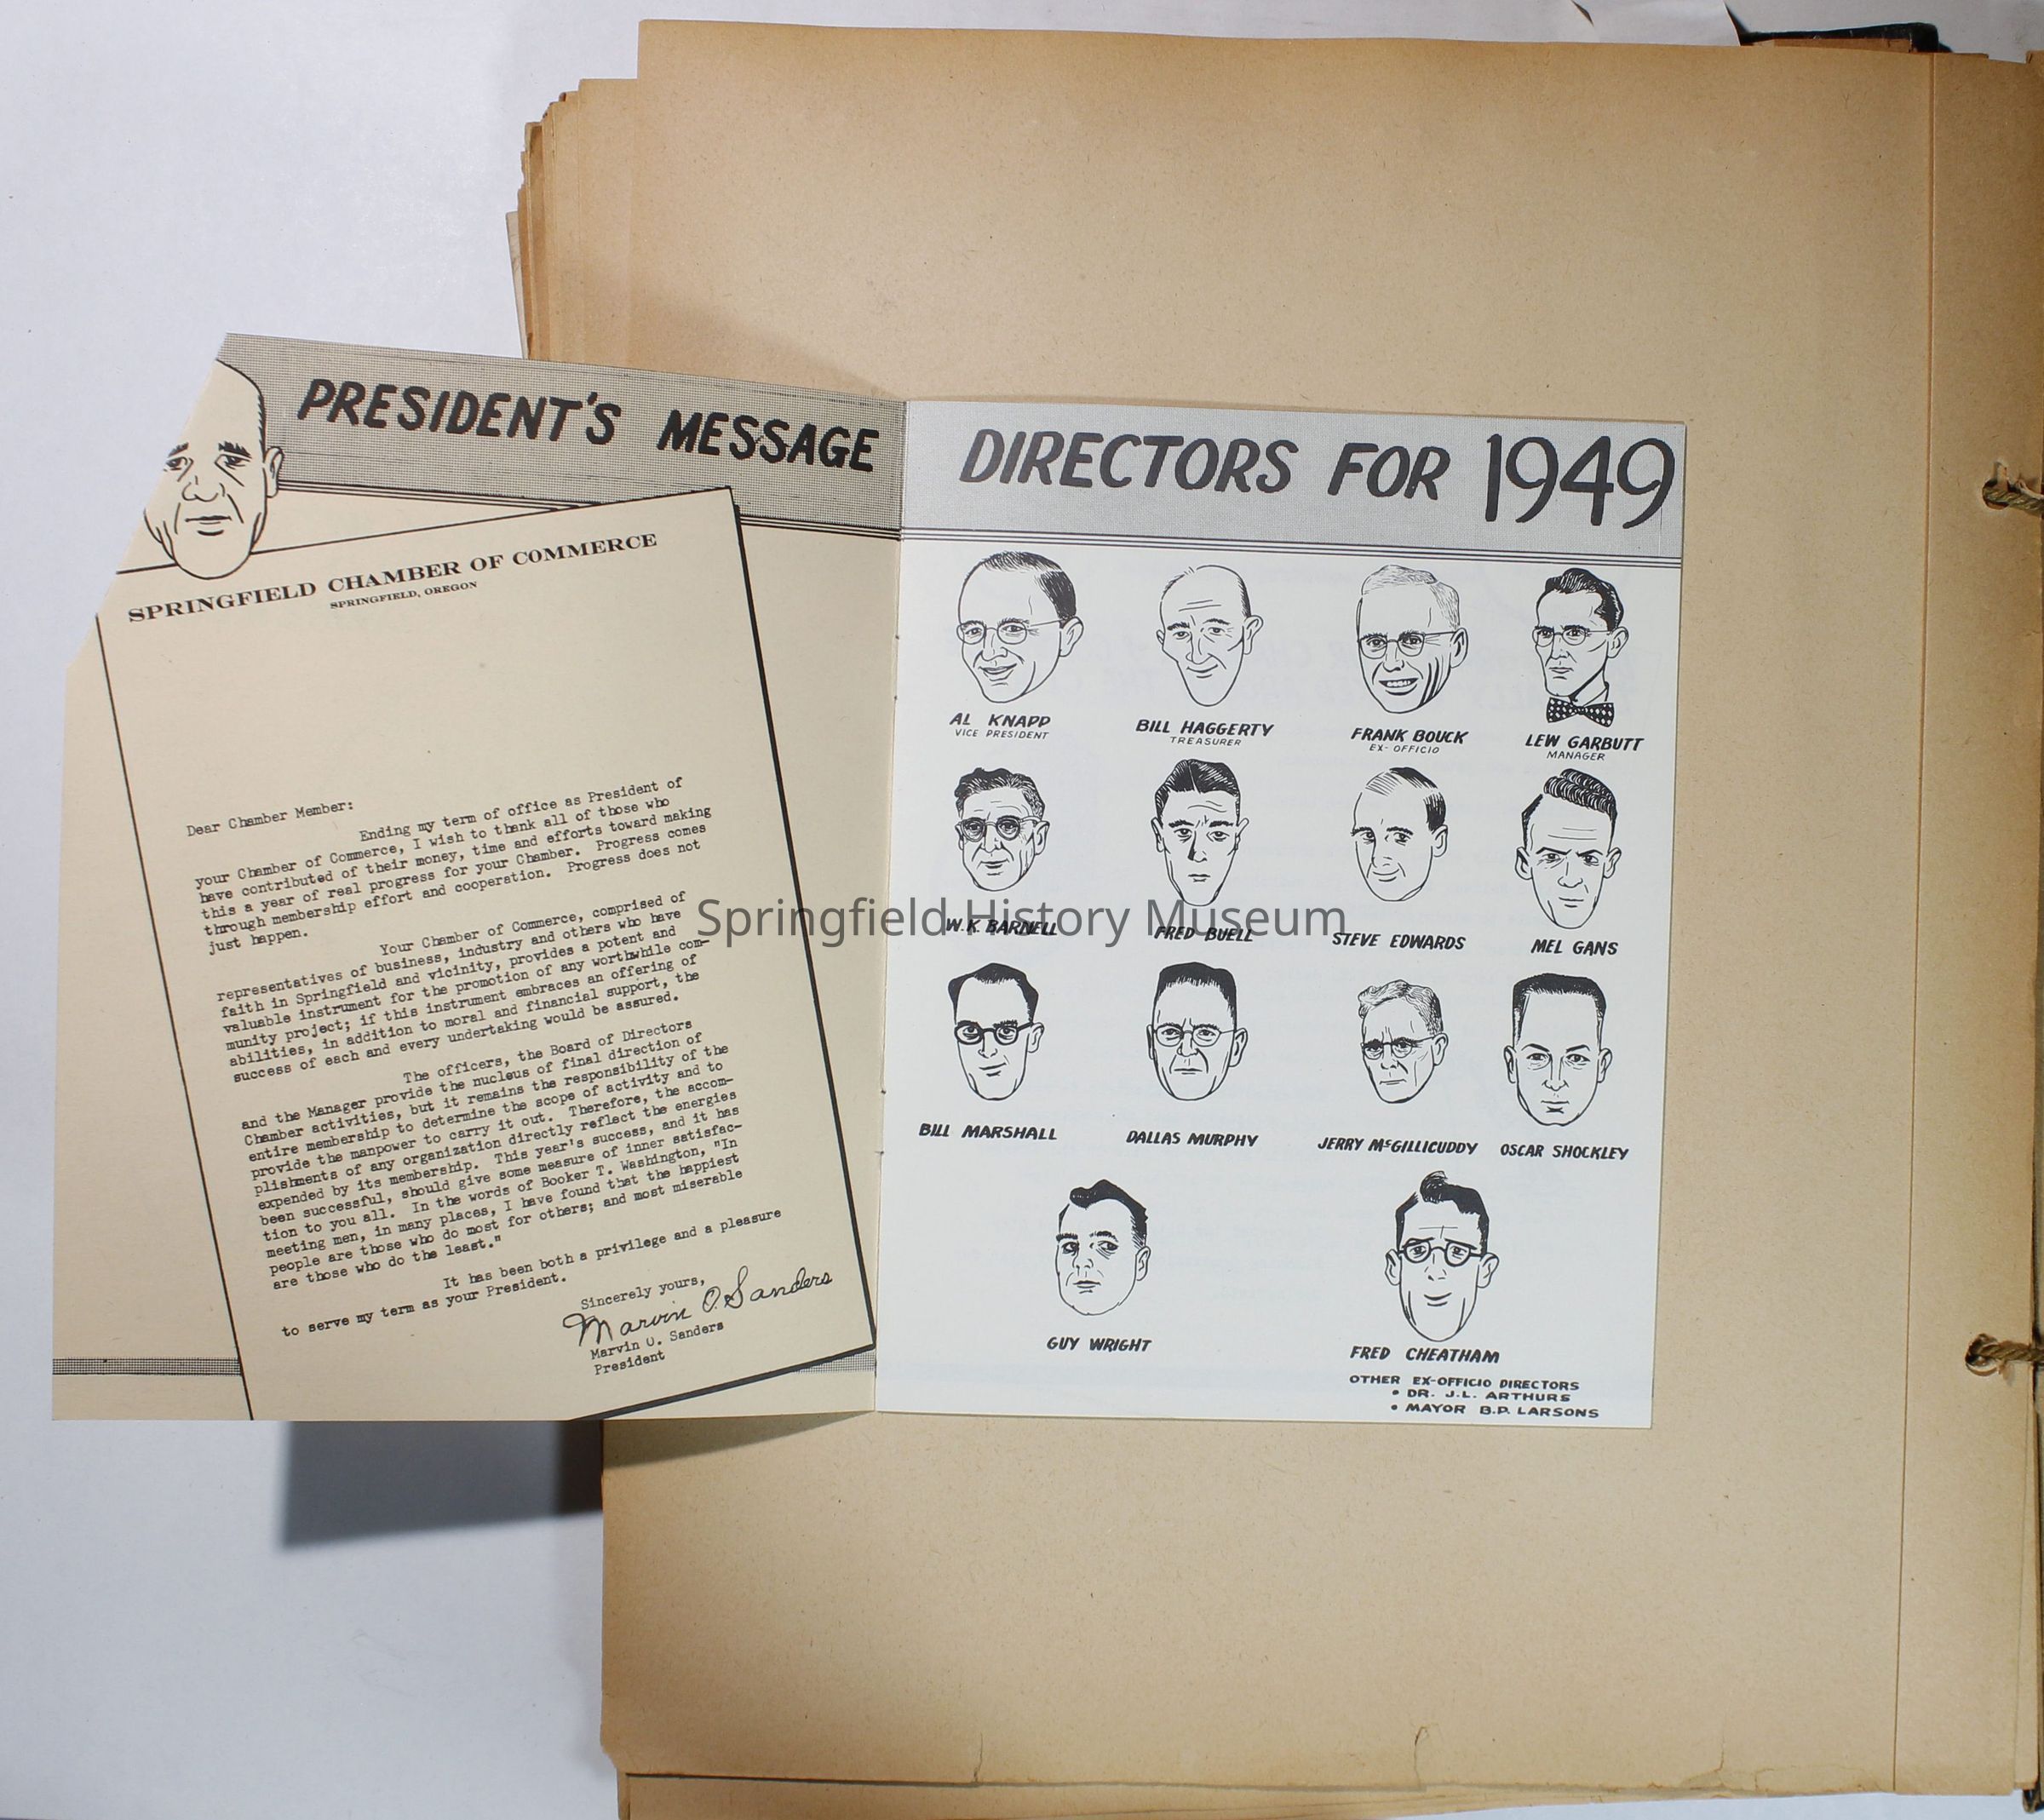 PRESIDENT'S MESSAGE
SPRINGFIELD CHAMBER OF COMMERCE
SPRINGFIELD, OREGON
Dear Chamber Member:
Ending my term of office as President of
your Chamber of Commerce, I wish to thank all of those who
have contributed of their money, time and efforts toward making
this a year of real progress for your Chamber. Progress comes
through membership effort and cooperation. Progress does not
just happen.
Your Chamber of Commerce, comprised of
representatives of business, industry and others who have
faith in Springfield and vicinity, provides a potent and
valuable instrument for the promotion of any worthwhile com-
munity project; if this instrument embraces an offering of
abilities, in addition to moral and financial support, the
success of each and every undertaking would be assured.
The officers, the Board of Directors
and the Manager provide the nucleus of final direction of
Chamber activities, but it remains the responsibility of the
entire membership to determine the scope of activity and to
provide the manpower to carry it out. Therefore, the accom-
plishments of any organization directly reflect the energies
expended by its membership. This year's success, and it has
been successful, should give some measure of inner satisfac-
tion to you all. In the words of Booker T. Washington, "In
meeting men, in many places, I have found that the happiest
people are those who do most for others; and most miserable
are those who do the least."
It has been both a privilege and a pleasure
to serve my term as your President.
Sincerely yours,
Marvin O. Sanders
Marvin O. Sanders
President
DIRECTORS FOR 1949
AL KNAPP
VICE PRESIDENT
BILL HAGGERTY
TREASURER
FRANK BOUCK
EX-OFFICIO
LEW GARBUTT
MANAGER
W.K. BARNELL
FRED BUELL
STEVE EDWARDS
MEL GANS
BILL MARSHALL
DALLAS MURPHY
JERRY McGILLICUDDY
OSCAR SHOCKLEY
GUY WRIGHT
FRED CHEATHAM
OTHER EX-OFFICIO DIRECTORS
• DR. J.L. ARTHURS
• MAYOR B.P. LARSONS
Springfield History Museum